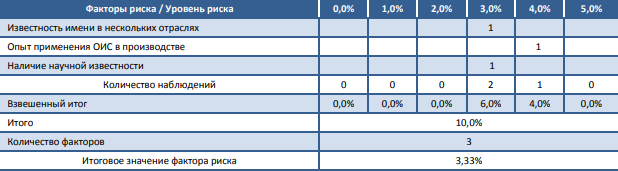 Факторы риска / Уровень риска 0,0% 1,0% 2,0% 3,0% 4,0% 5,0%
Известность имени в нескольких отраслях 1
Опыт применения ОИС в производстве 1
Наличие научной известности 1
Количество наблюдений 0 0 0 2 1 0
Взвешенный итог 0,0% 0,0% 0,0% 6,0% 4,0% 0,0%
Итого 10,0%
Количество факторов 3
Итоговое значение фактора риска 3,33%